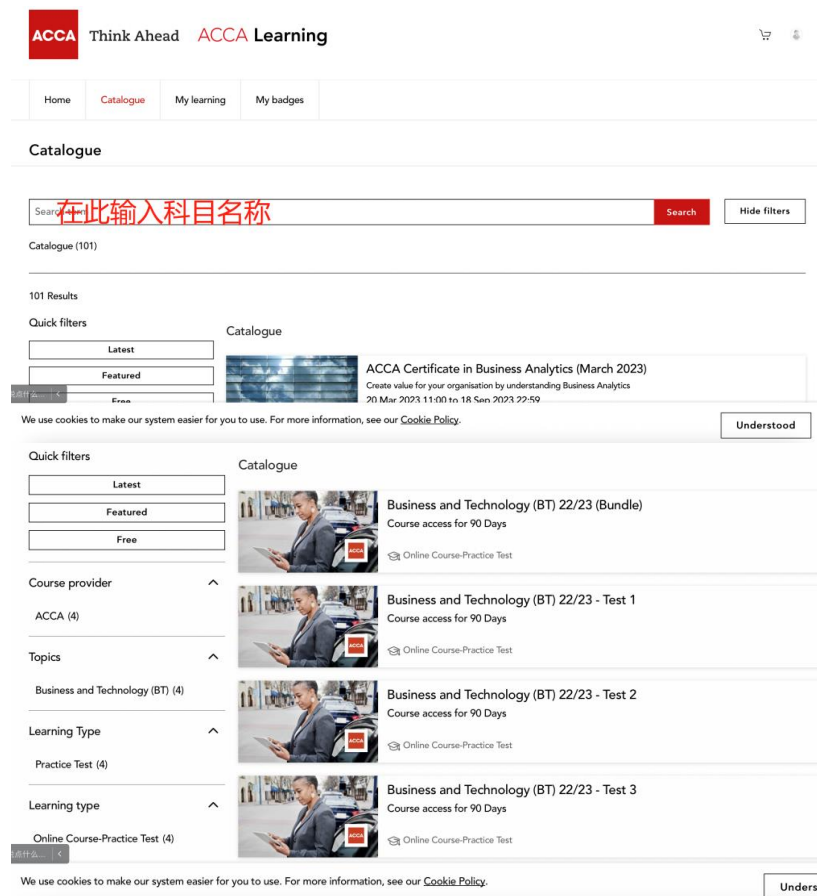 ACCA Think Ahead ACCA Learning
Home Catalogue My learning My badges
Catalogue
在此输入科目名称
Search Hide filters
Catalogue (101)
101 Results
Quick filters
Catalogue
Latest
ACCA Certificate in Business Analytics (March 2023)
Featured
Create value for your organisation by understanding Business Analytics
Free
20 Mar 2023 11:00 to 18 Sep 2023 22:59
We use cookies to make our system easier for you to use. For more information, see our Cookie Policy.
Understood
Quick filters
Catalogue
Latest
Featured
Free
Business and Technology (BT) 22/23 (Bundle)
Course access for 90 Days
ACCA
Online Course-Practice Test
Course provider
ACCA (4)
Business and Technology (BT) 22/23 - Test 1
Course access for 90 Days
ACCA
Online Course-Practice Test
Topics
Business and Technology (BT) (4)
Business and Technology (BT) 22/23 - Test 2
Course access for 90 Days
ACCA
Online Course-Practice Test
Learning Type
Practice Test (4)
Business and Technology (BT) 22/23 - Test 3
Course access for 90 Days
ACCA
Online Course-Practice Test
Learning type
Online Course-Practice Test (4)
We use cookies to make our system easier for you to use. For more information, see our Cookie Policy.
Unders